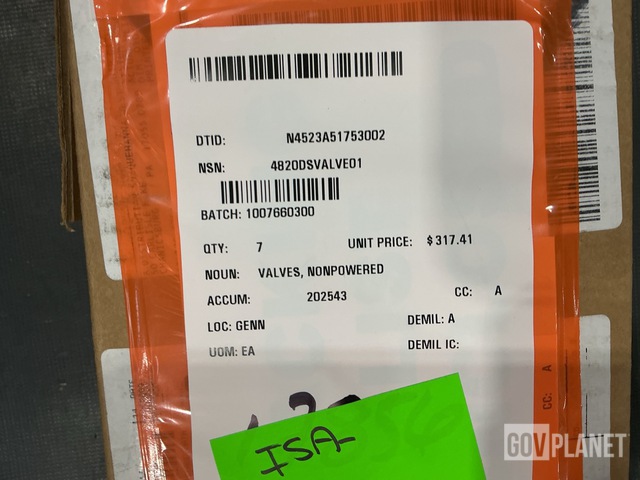 DTID: N4523A51753002
NSN: 4820DSVALVE01
BATCH: 1007660300
QTY: 7 UNIT PRICE: $ 317.41
NOUN: VALVES, NONPOWERED
ACCUM: 202543 CC: A
LOC: GENN DEMIL: A
UOM: EA DEMIL IC:
CC: A
ISA
GOVPLANET